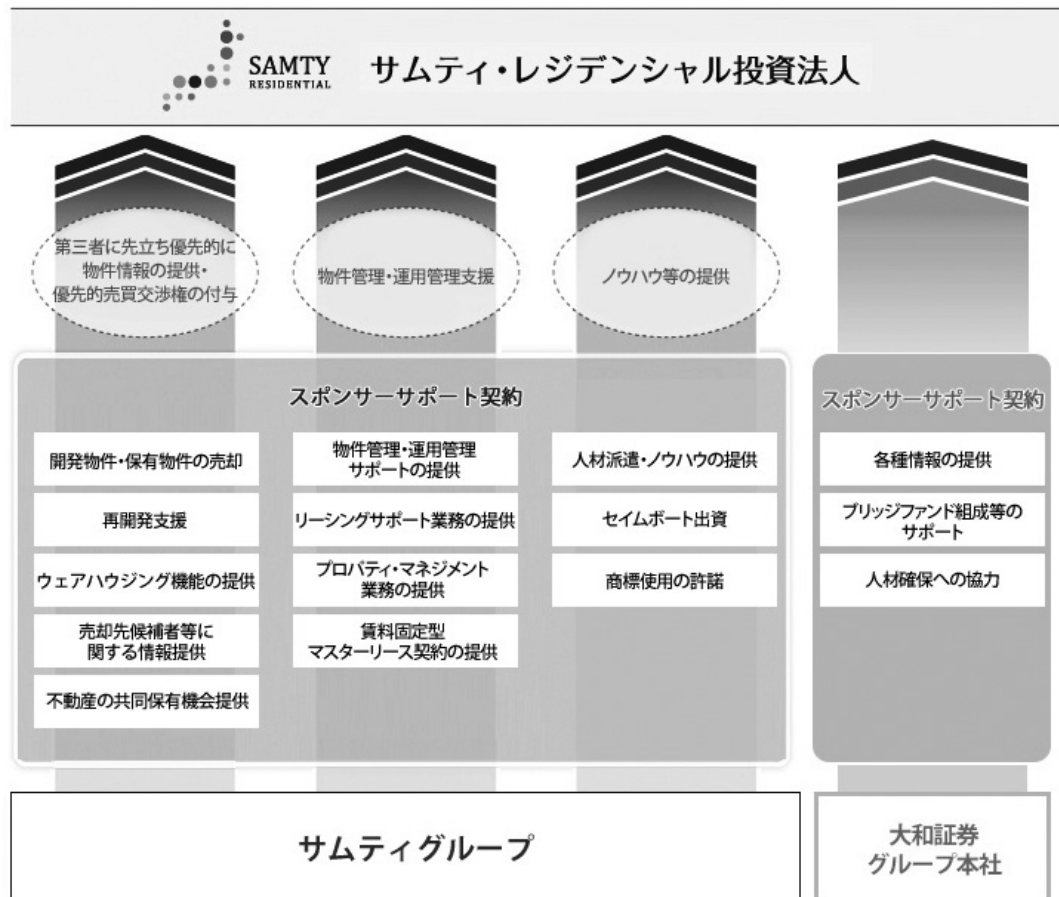 SAMTY
RESIDENTIAL
サムティ・レジデンシャル投資法人
第三者に先立ち優先的に
物件情報の提供・
優先的売買交渉権の付与
物件管理・運用管理支援
ノウハウ等の提供
スポンサーサポート契約
開発物件・保有物件の売却
再開発支援
ウェアハウジング機能の提供
売却先候補者等に
関する情報提供
不動産の共同保有機会提供
物件管理・運用管理
サポートの提供
リーシングサポート業務の提供
プロパティ・マネジメント
業務の提供
賃料固定型
マスターリース契約の提供
人材派遣・ノウハウの提供
セイムボート出資
商標使用の許諾
スポンサーサポート契約
各種情報の提供
ブリッジファンド組成等の
サポート
人材確保への協力
サムティグループ
大和証券
グループ本社